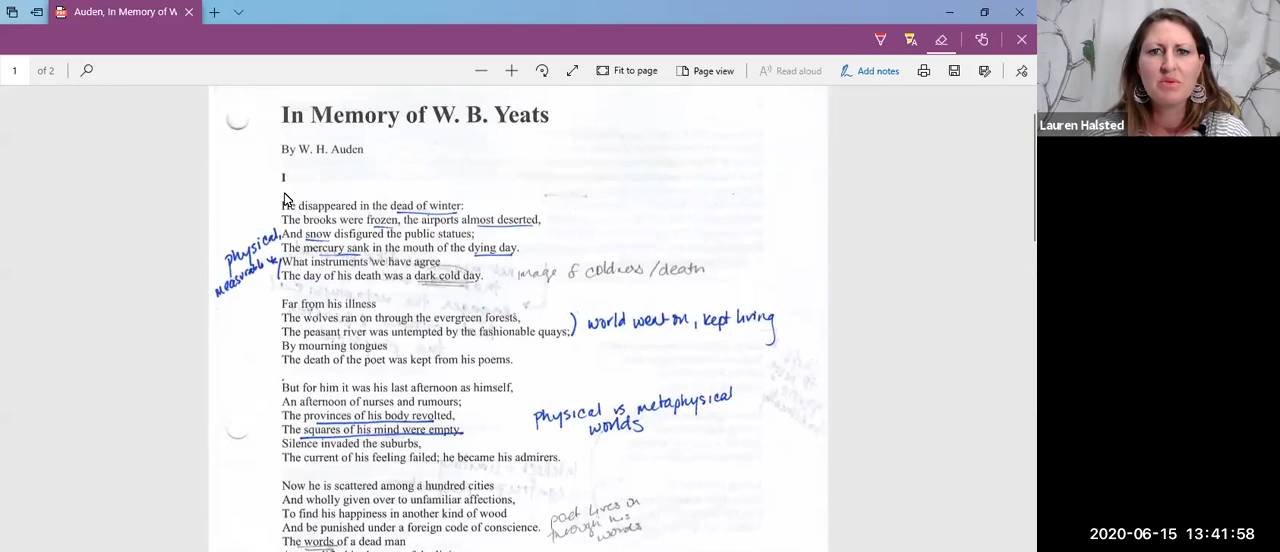 Auden, In Memory of W
1 of 2
Fit to page
Page view
Read aloud
Add notes
Lauren Halsted
In Memory of W. B. Yeats
By W. H. Auden
I
He disappeared in the dead of winter:
The brooks were frozen, the airports almost deserted,
And snow disfigured the public statues;
The mercury sank in the mouth of the dying day.
What instruments we have agree
The day of his death was a dark cold day.
physical,
measurable
image of coldness/death
Far from his illness
The wolves ran on through the evergreen forests,
The peasant river was untempted by the fashionable quays;
world went on, kept living
By mourning tongues
The death of the poet was kept from his poems.
But for him it was his last afternoon as himself,
An afternoon of nurses and rumours;
The provinces of his body revolted,
The squares of his mind were empty,
physical vs metaphysical
worlds
Silence invaded the suburbs,
The current of his feeling failed; he became his admirers.
Now he is scattered among a hundred cities
And wholly given over to unfamiliar affections,
To find his happiness in another kind of wood
And be punished under a foreign code of conscience.
poet lives on
through his
words
The words of a dead man
2020-06-15 13:41:58